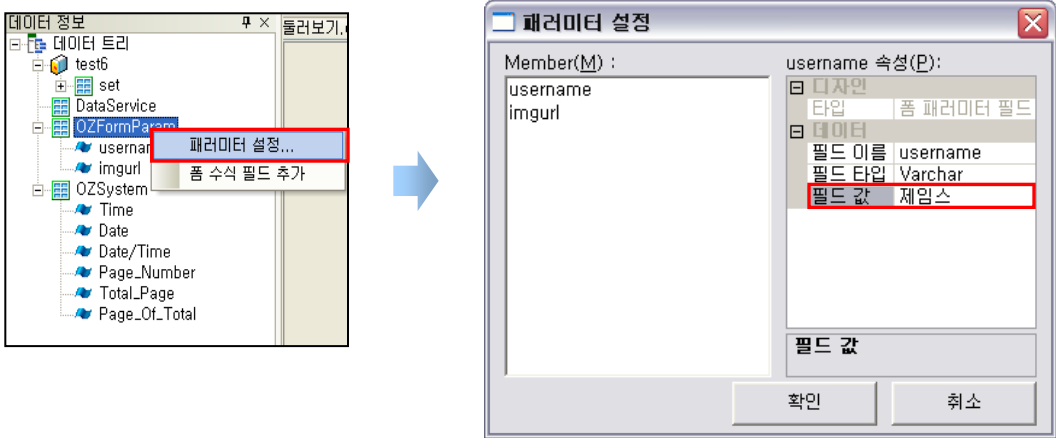 데이터 정보
둘러보기.
데이터 트리
test6
set
DataService
OZFormParam
usernar
imgurl
OZSystem
Time
Date
Date/Time
Page_Number
Total_Page
Page_Of_Total
패러미터 설정...
폼 수식 필드 추가
패러미터 설정
Member(M) :
username
imgurl
username 속성(P):
디자인
타입 폼 패러미터 필드
데이터
필드 이름 username
필드 타입 Varchar
필드 값 제임스
필드 값
확인 취소